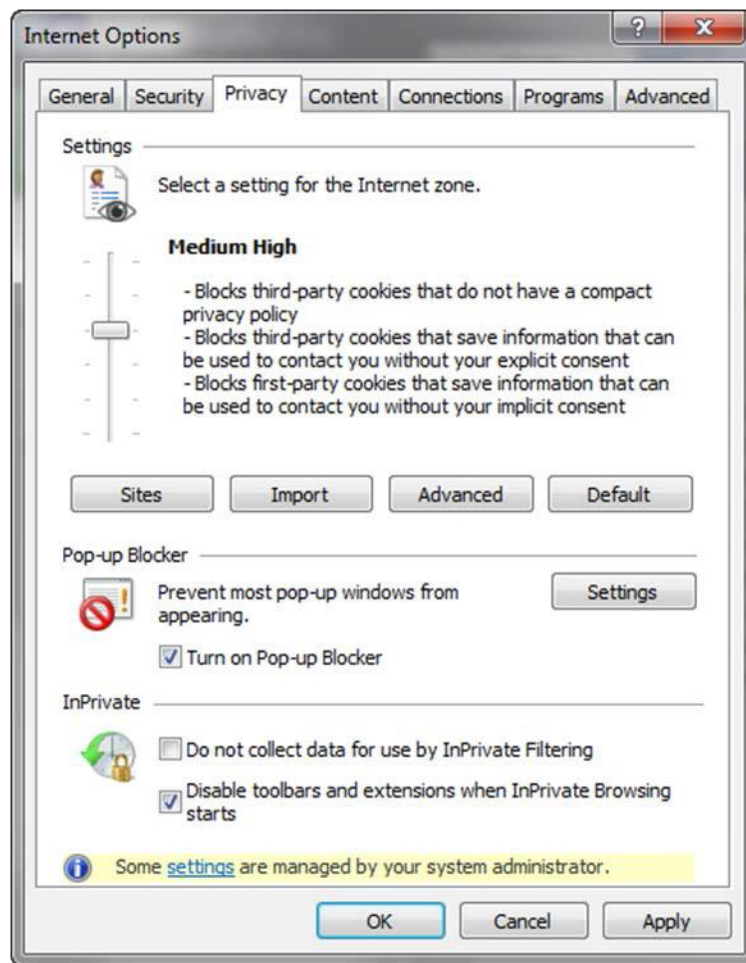 Internet Options
General Security Privacy Content Connections Programs Advanced
Settings
Select a setting for the Internet zone.
Medium High
- Blocks third-party cookies that do not have a compact
privacy policy
- Blocks third-party cookies that save information that can
be used to contact you without your explicit consent
- Blocks first-party cookies that save information that can
be used to contact you without your implicit consent
Sites Import Advanced Default
Pop-up Blocker
Prevent most pop-up windows from
appearing.
Settings
Turn on Pop-up Blocker
InPrivate
Do not collect data for use by InPrivate Filtering
Disable toolbars and extensions when InPrivate Browsing
starts
Some settings are managed by your system administrator.
OK Cancel Apply